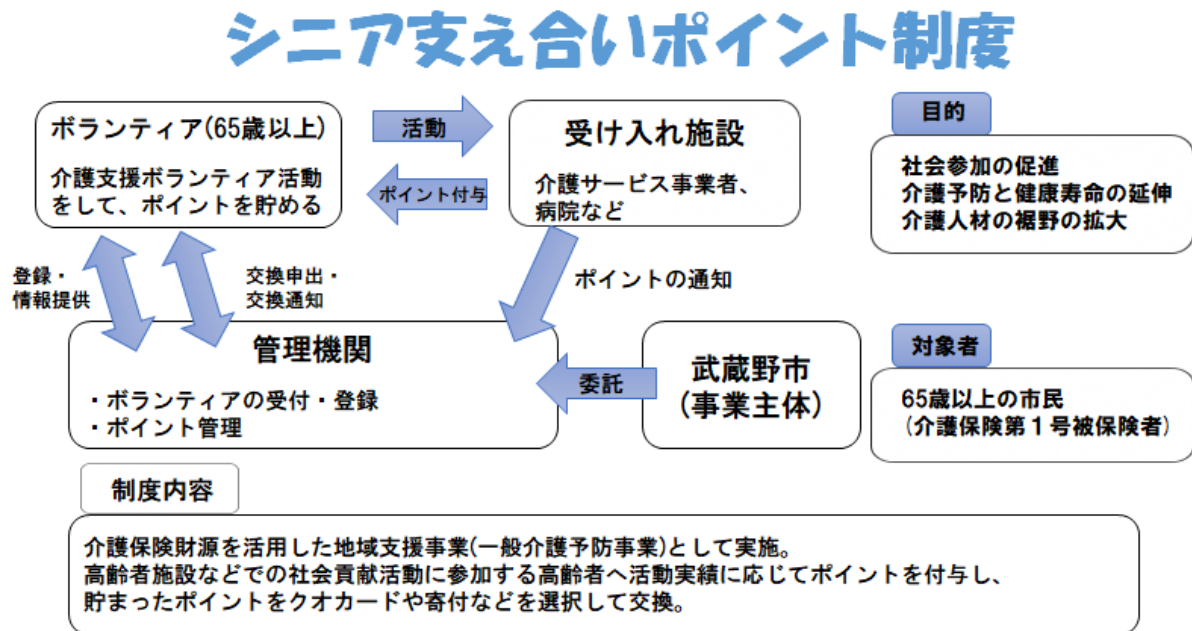 シニア支え合いポイント制度
ボランティア(65歳以上)
介護支援ボランティア活動
をして、ポイントを貯める
活動
ポイント付与
受け入れ施設
介護サービス事業者、
病院など
目的
社会参加の促進
介護予防と健康寿命の延伸
介護人材の裾野の拡大
登録・
情報提供
交換申出・
交換通知
ポイントの通知
管理機関
・ボランティアの受付・登録
・ポイント管理
委託
武蔵野市
(事業主体)
対象者
65歳以上の市民
(介護保険第1号被保険者)
制度内容
介護保険財源を活用した地域支援事業(一般介護予防事業)として実施。
高齢者施設などでの社会貢献活動に参加する高齢者へ活動実績に応じてポイントを付与し、
貯まったポイントをクオカードや寄付などを選択して交換。